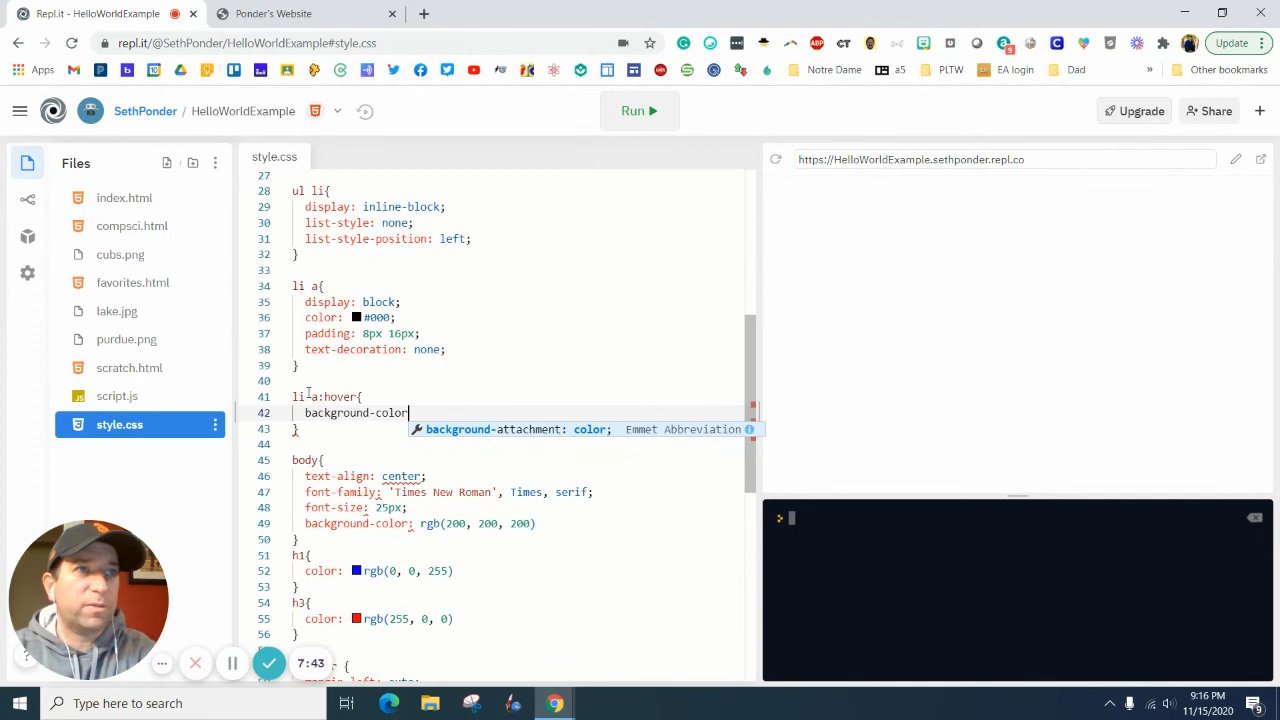 Repl.it - HelloWorldExample
Ponder's Website
repl.it/@SethPonder/HelloWorldExample#style.css
Update
Apps
Notre Dame
a5
PLTW
EA login
Dad
»
Other bookmarks
SethPonder / HelloWorldExample
Run
Upgrade
Share
Files
index.html
compsci.html
cubs.png
favorites.html
lake.jpg
purdue.png
scratch.html
script.js
style.css
style.css
27
28 ul li{
29 display: inline-block;
30 list-style: none;
31 list-style-position: left;
32 }
33
34 li a{
35 display: block;
36 color: #000;
37 padding: 8px 16px;
38 text-decoration: none;
39 }
40
41 li a:hover{
42 background-color
background-attachment: color; Emmet Abbreviation
43 }
44
45 body{
46 text-align: center;
47 font-family: 'Times New Roman', Times, serif;
48 font-size: 25px;
49 background-color: rgb(200, 200, 200)
50 }
51 h1{
52 color: rgb(0, 0, 255)
53 }
54 h3{
55 color: rgb(255, 0, 0)
56 }
https://HelloWorldExample.sethponder.repl.co
7:43
Type here to search
9:16 PM
11/15/2020